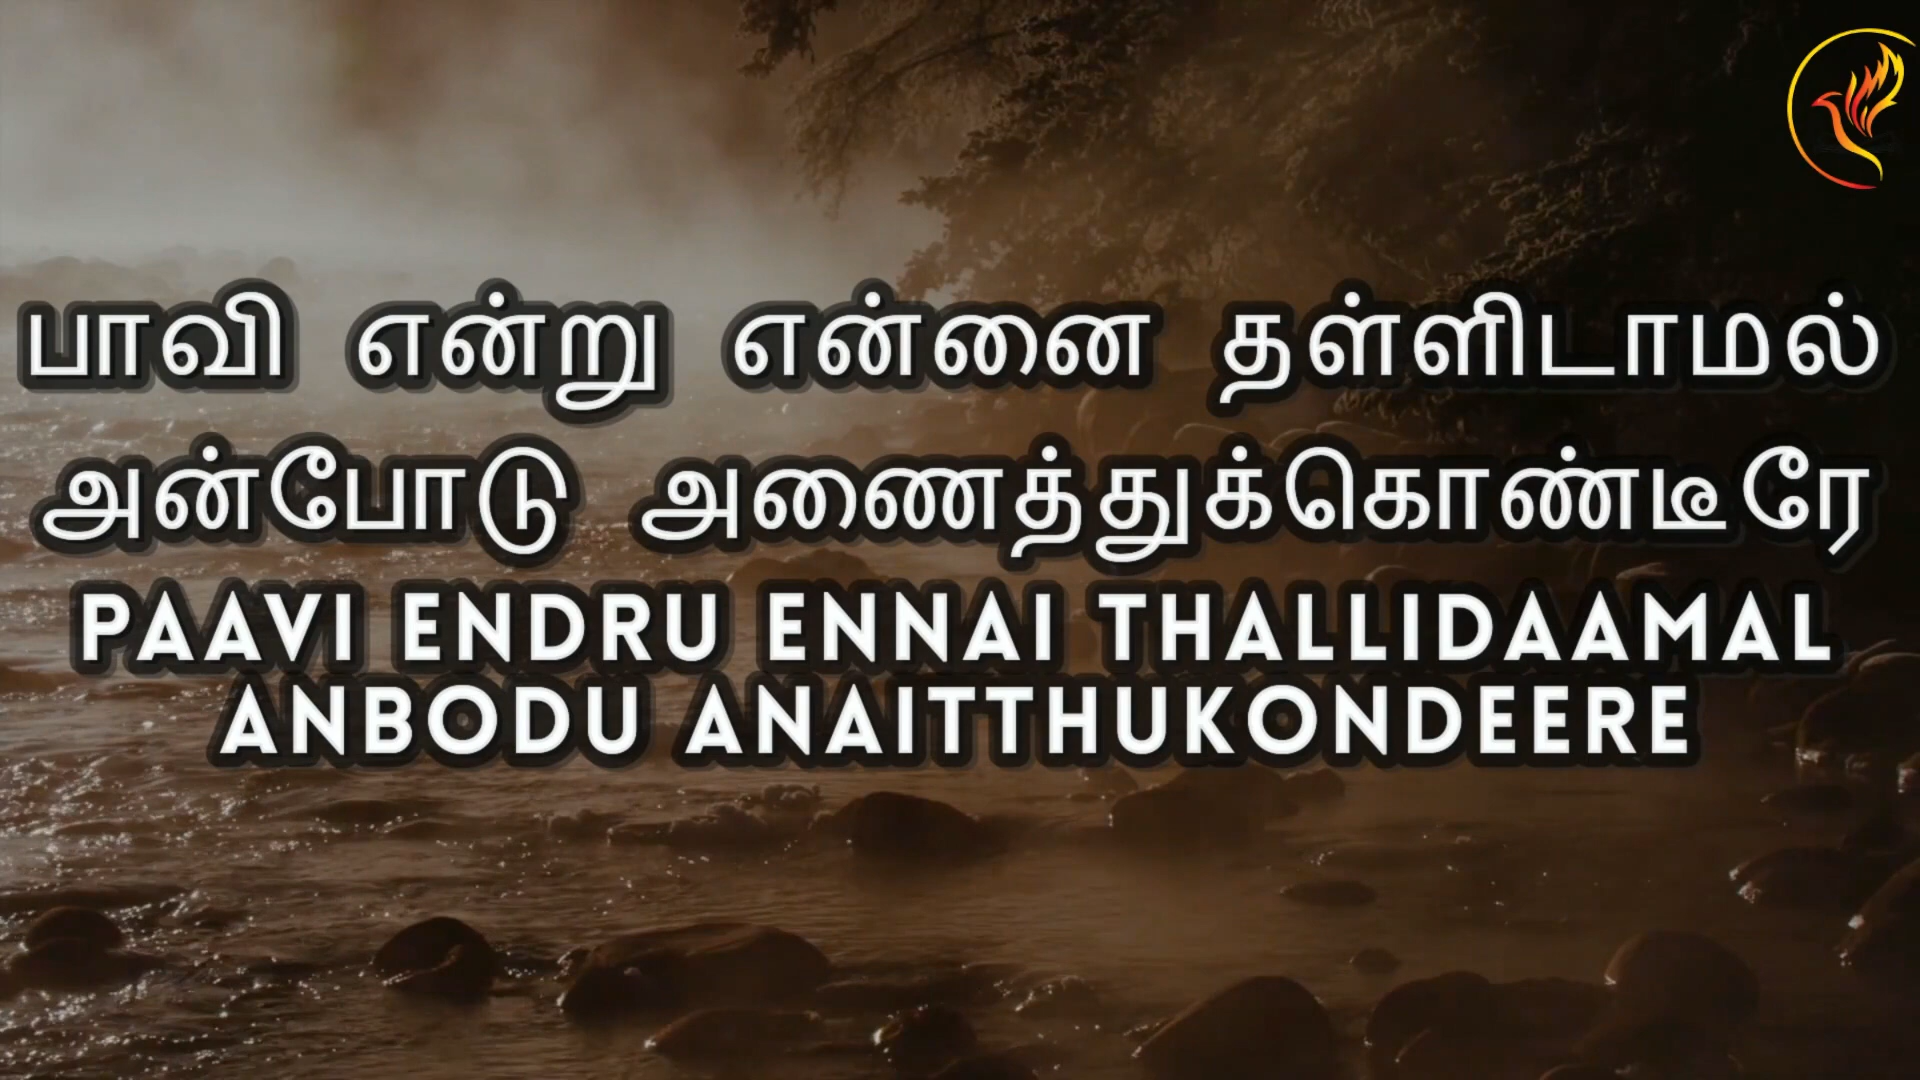 பாவி என்று என்னை தள்ளிடாமல்
அன்போடு அணைத்துக்கொண்டீரே
PAAVI ENDRU ENNAI THALLIDAAMAL
ANBODU ANAITTHUKONDEERE